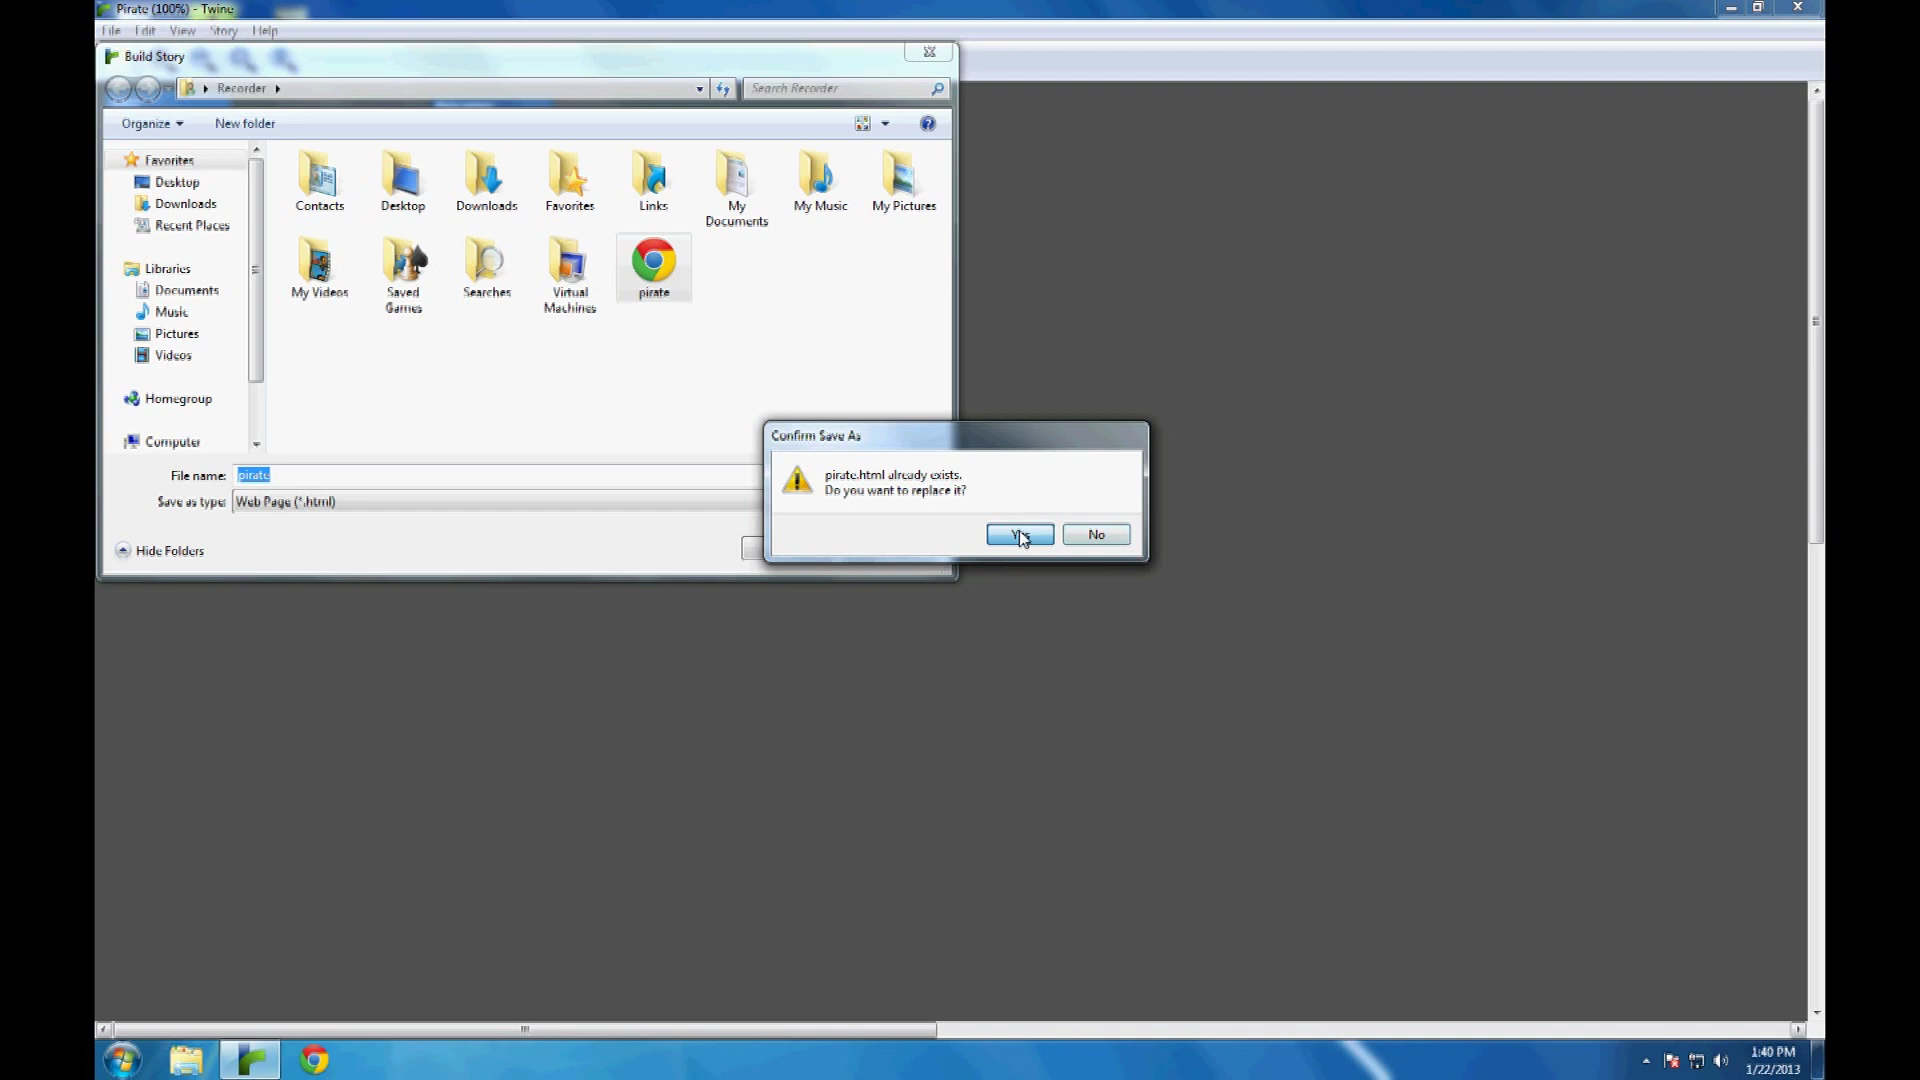 Pirate (100%) - Twine
File Edit View Story Help
Build Story
Recorder
Search Recorder
Organize
New folder
Favorites
Desktop
Downloads
Recent Places
Libraries
Documents
Music
Pictures
Videos
Homegroup
Computer
Contacts
Desktop
Downloads
Favorites
Links
My
Documents
My Music
My Pictures
My Videos
Saved
Games
Searches
Virtual
Machines
pirate
File name: pirate
Save as type: Web Page (*.html)
Hide Folders
Confirm Save As
pirate.html already exists.
Do you want to replace it?
Yes
No
1:40 PM
1/22/2013